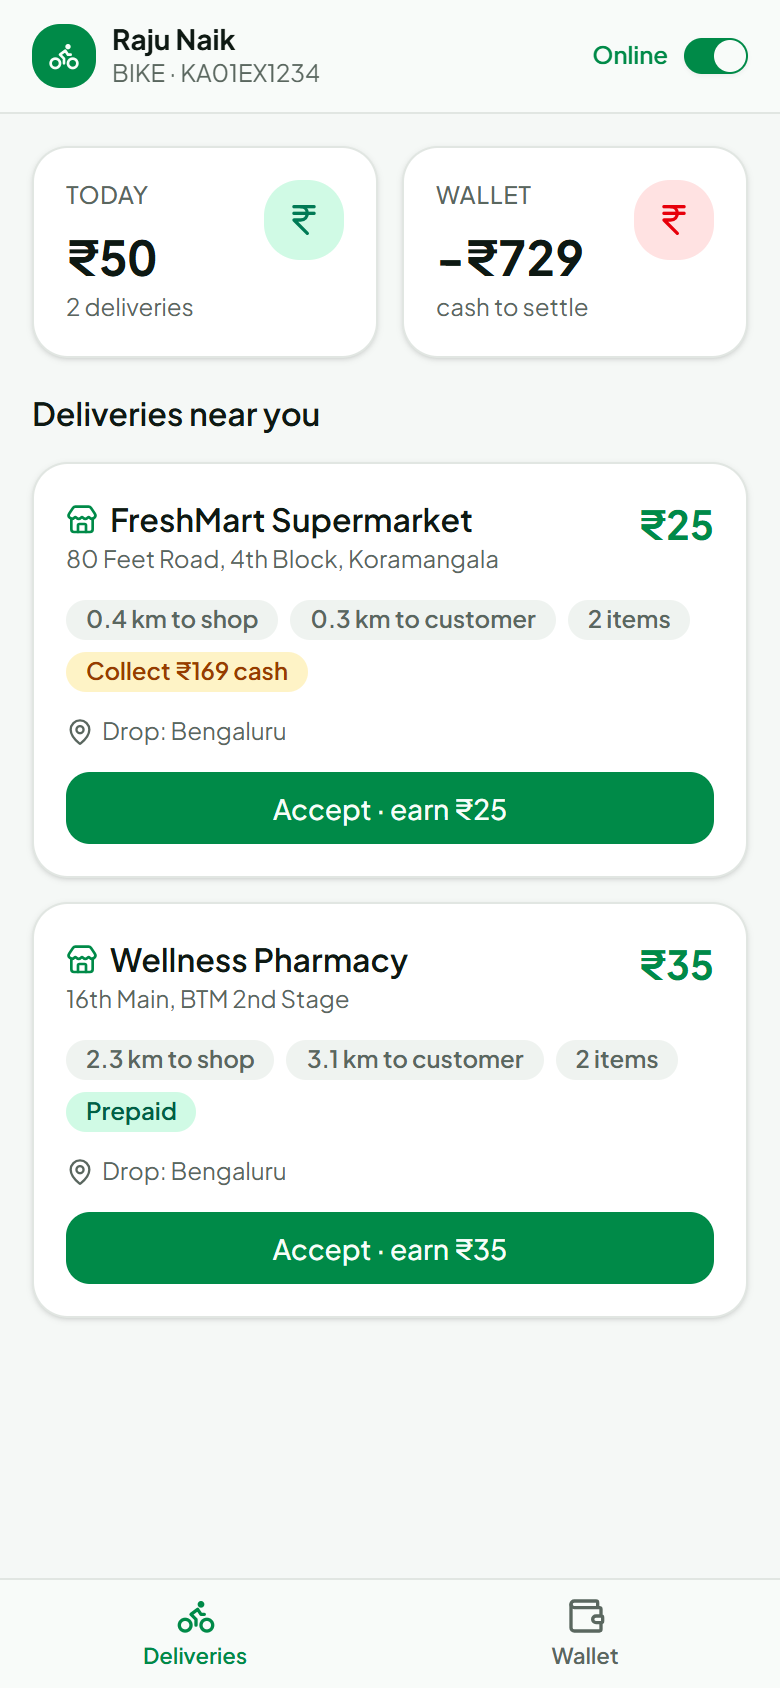 Raju Naik
BIKE · KA01EX1234
Online
TODAY
₹50
2 deliveries
₹
WALLET
-₹729
cash to settle
₹
Deliveries near you
FreshMart Supermarket
₹25
80 Feet Road, 4th Block, Koramangala
0.4 km to shop
0.3 km to customer
2 items
Collect ₹169 cash
Drop: Bengaluru
Accept · earn ₹25
Wellness Pharmacy
₹35
16th Main, BTM 2nd Stage
2.3 km to shop
3.1 km to customer
2 items
Prepaid
Drop: Bengaluru
Accept · earn ₹35
Deliveries
Wallet